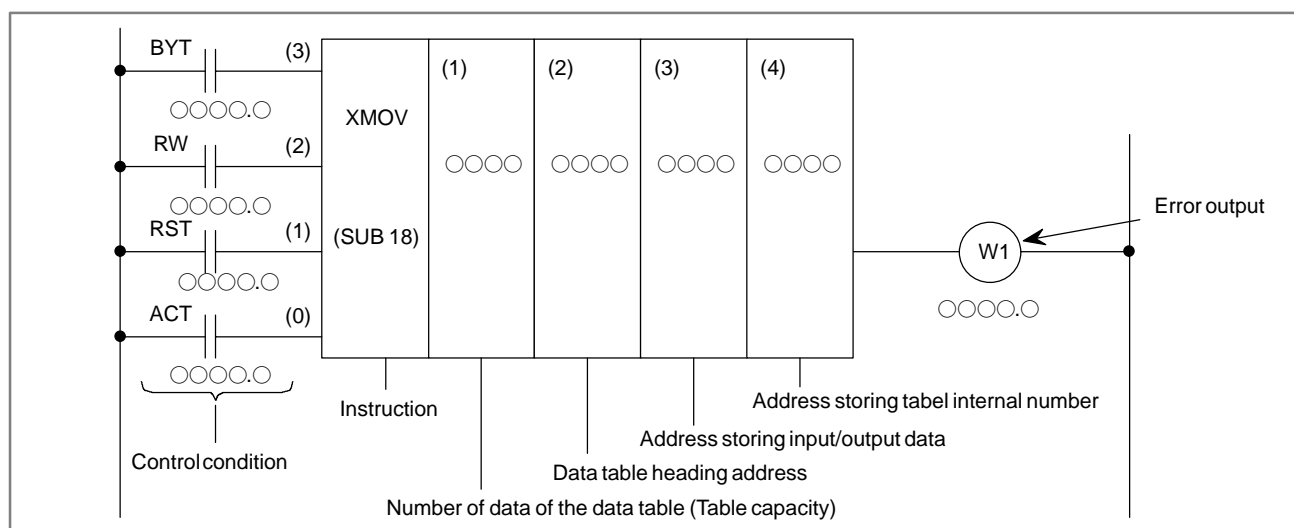 BYT (3)
○○○○.○
RW (2)
○○○○.○
RST (1)
○○○○.○
ACT (0)
○○○○.○
Control condition
XMOV
(SUB 18)
Instruction
(1)
○○○○
Number of data of the data table (Table capacity)
(2)
○○○○
Data table heading address
(3)
○○○○
Address storing input/output data
(4)
○○○○
Address storing tabel internal number
W1
○○○○.○
Error output